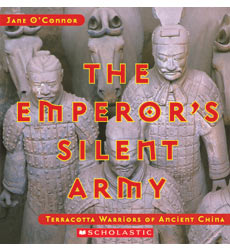 JANE O'CONNOR
THE
EMPEROR'S
SILENT
ARMY
TERRACOTTA WARRIORS OF ANCIENT CHINA
SCHOLASTIC